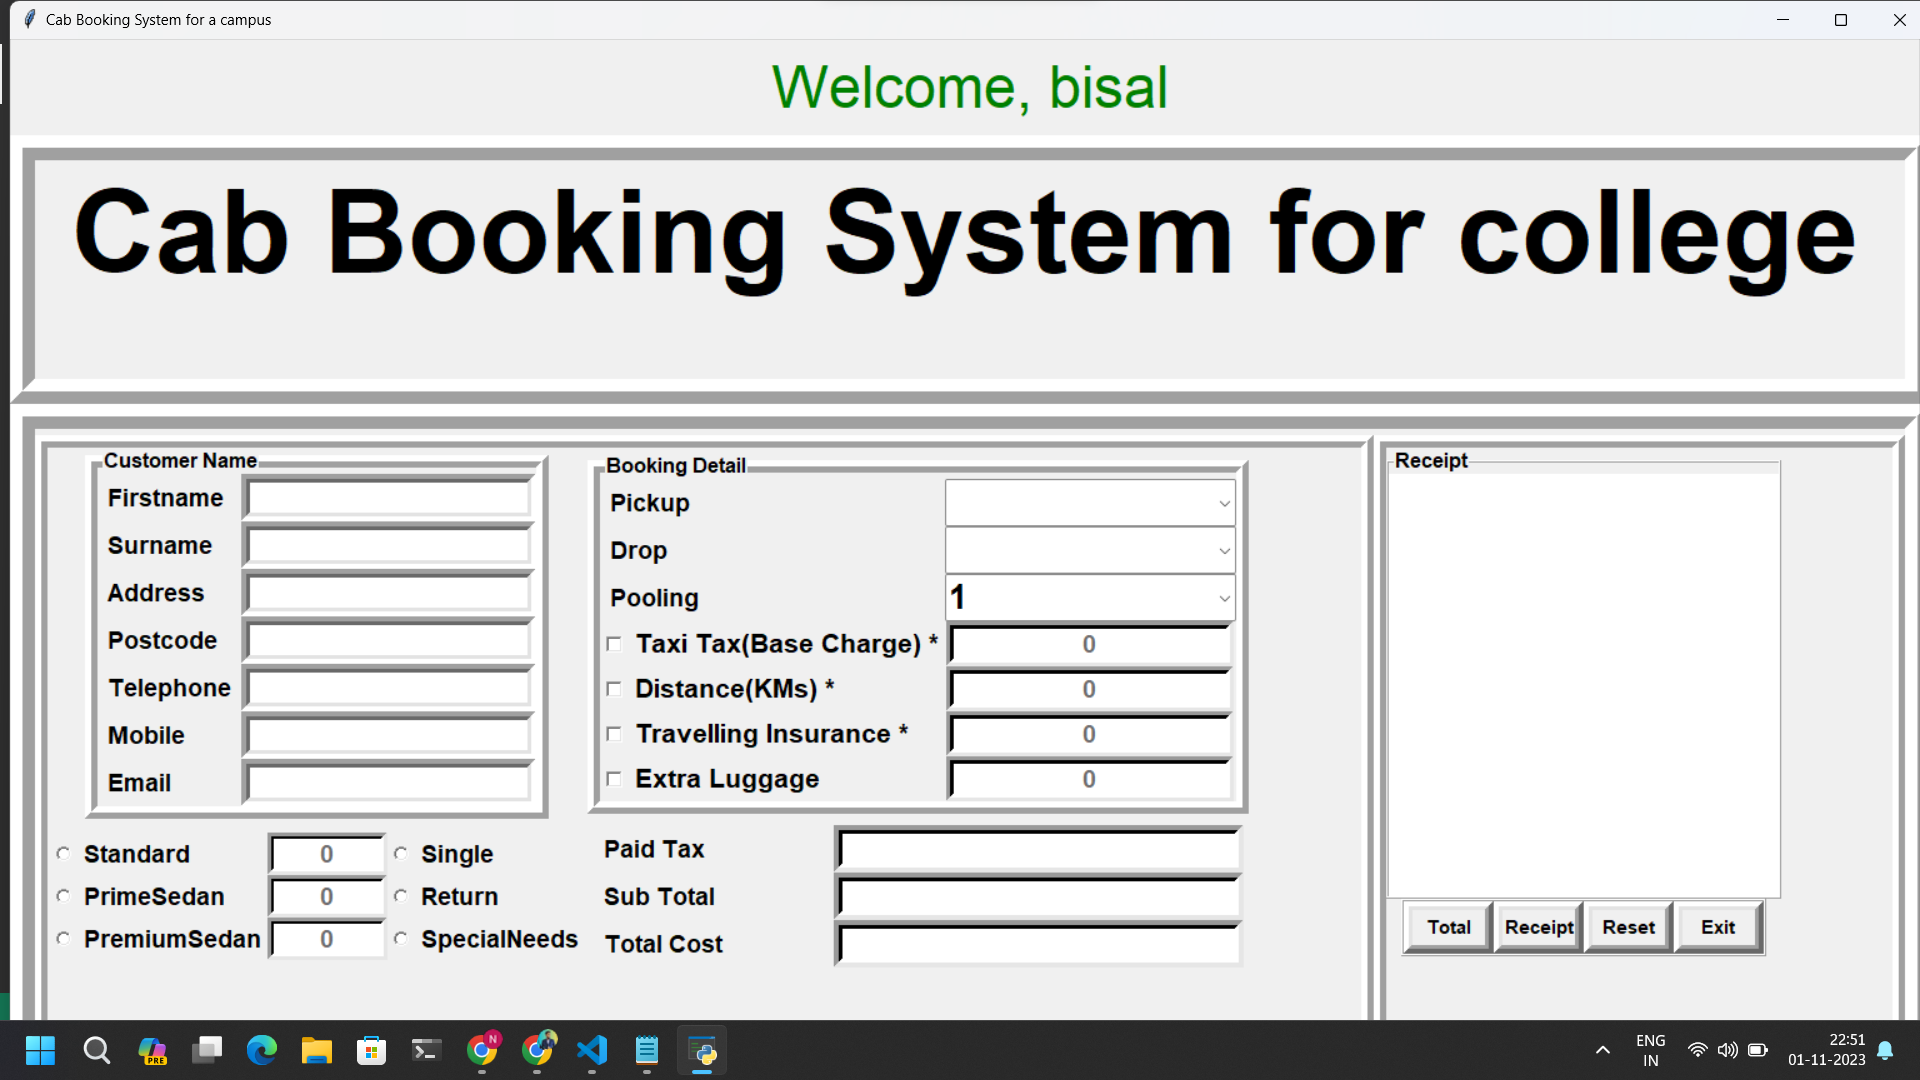 Cab Booking System for a campus
Welcome, bisal
Cab Booking System for college
Customer Name
Firstname
Surname
Address
Postcode
Telephone
Mobile
Email
Booking Detail
Pickup
Drop
Pooling 1
Taxi Tax(Base Charge) * 0
Distance(KMs) * 0
Travelling Insurance * 0
Extra Luggage 0
Receipt
Standard 0 Single
PrimeSedan 0 Return
PremiumSedan 0 SpecialNeeds
Paid Tax
Sub Total
Total Cost
Total Receipt Reset Exit
PRE
N
ENG
IN
22:51
01-11-2023